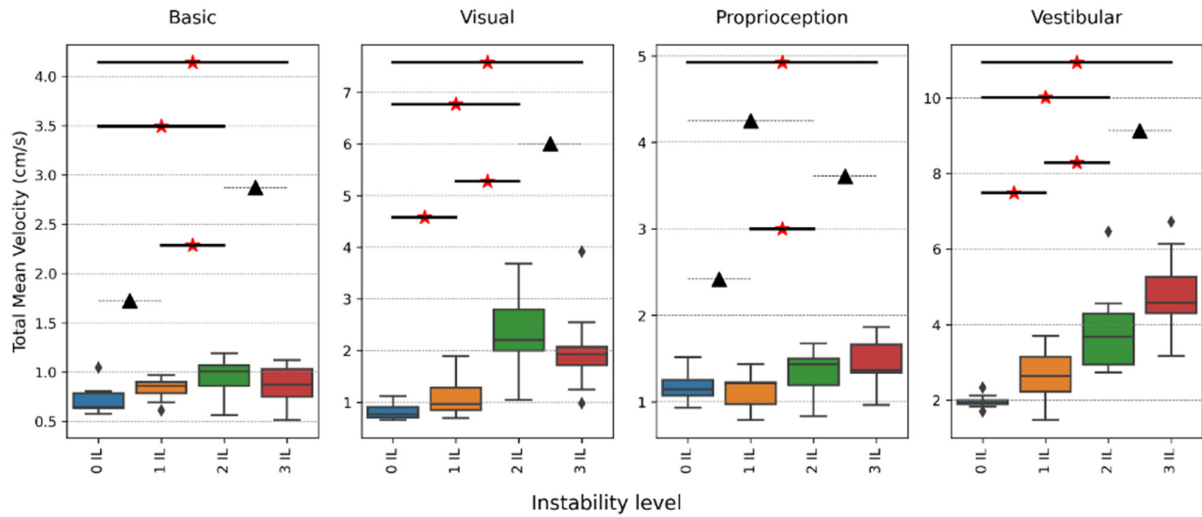 Basic
Visual
Proprioception
Vestibular
Total Mean Velocity (cm/s)
4.0
3.5
3.0
2.5
2.0
1.5
1.0
0.5
0 IL
1 IL
2 IL
3 IL
7
6
5
4
3
2
1
0 IL
1 IL
2 IL
3 IL
5
4
3
2
1
0 IL
1 IL
2 IL
3 IL
10
8
6
4
2
0 IL
1 IL
2 IL
3 IL
Instability level